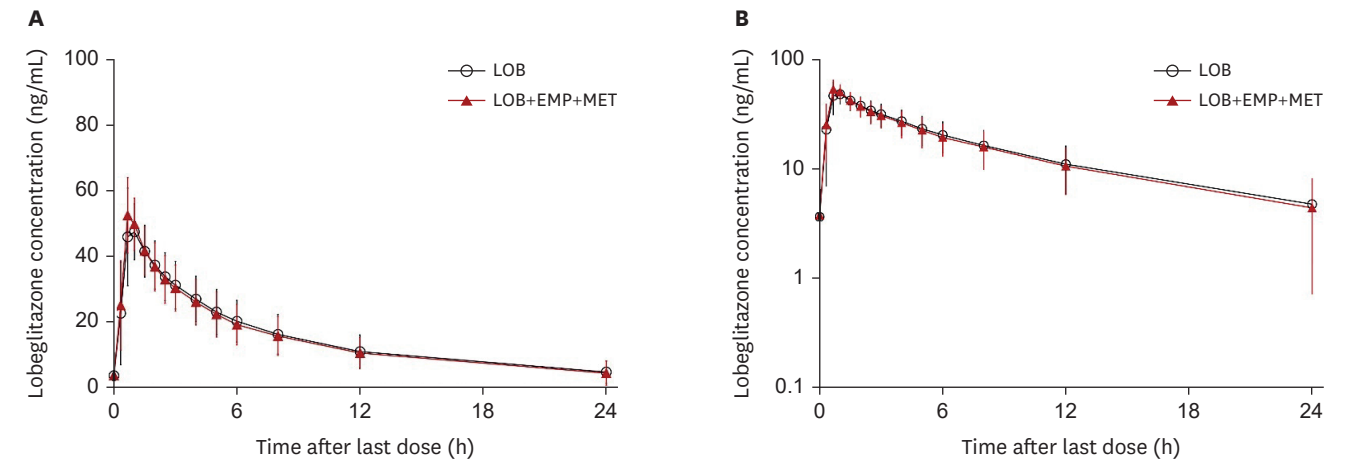 A
Lobeglitazone concentration (ng/mL)
100
80
60
40
20
0
0 6 12 18 24
Time after last dose (h)
LOB
LOB+EMP+MET
B
Lobeglitazone concentration (ng/mL)
100
10
1
0.1
0 6 12 18 24
Time after last dose (h)
LOB
LOB+EMP+MET